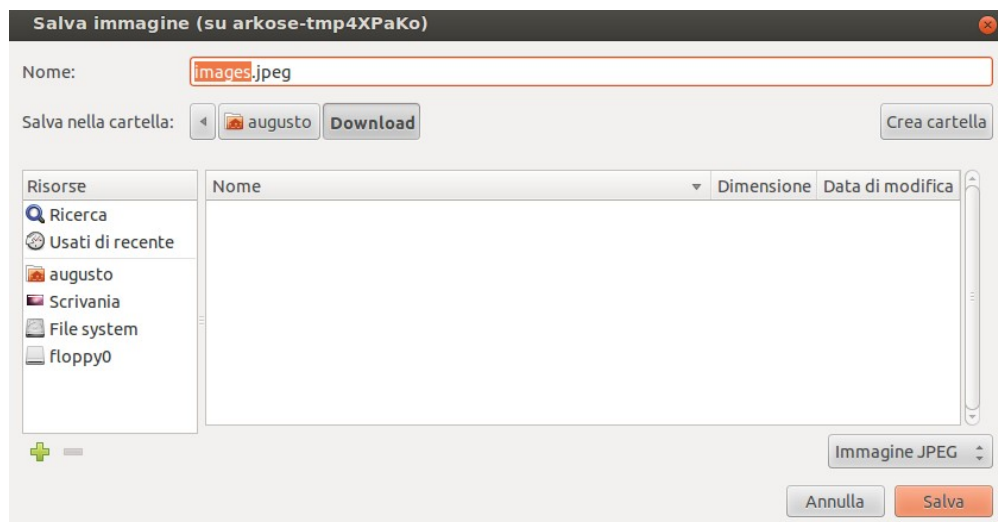 Salva immagine (su arkose-tmp4XPaKo)
Nome: images.jpeg
Salva nella cartella: augusto Download Crea cartella
Risorse Nome Dimensione Data di modifica
Ricerca
Usati di recente
augusto
Scrivania
File system
floppy0
Immagine JPEG
Annulla Salva